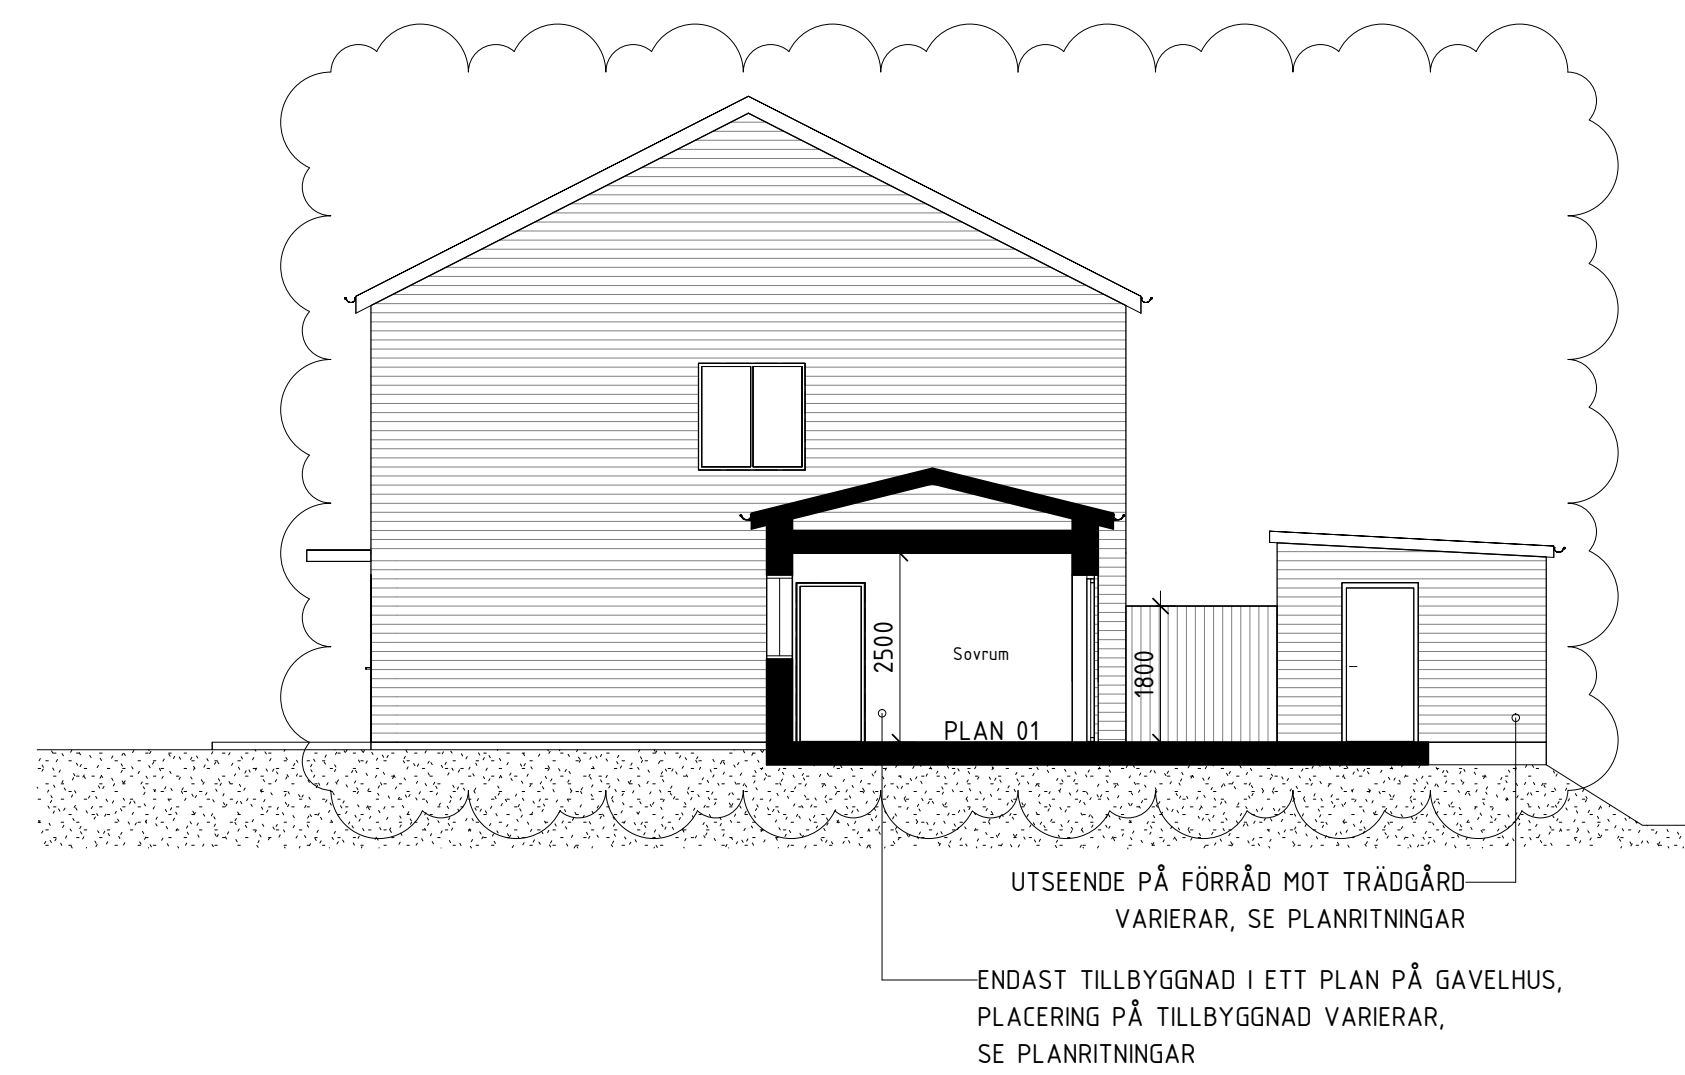 2500
Sovrum
1800
PLAN 01
UTSEENDE PÅ FÖRRÅD MOT TRÄDGÅRD
VARIERAR, SE PLANRITNINGAR
ENDAST TILLBYGGNAD I ETT PLAN PÅ GAVELHUS,
PLACERING PÅ TILLBYGGNAD VARIERAR,
SE PLANRITNINGAR